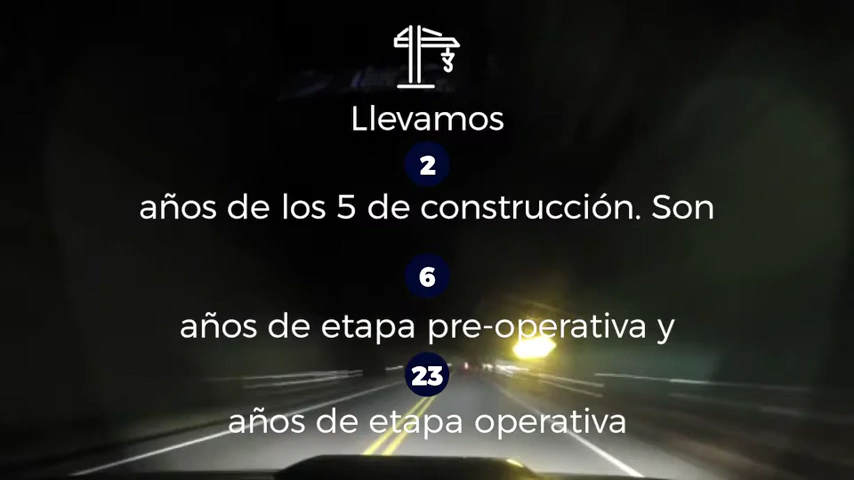 Llevamos
2
años de los 5 de construcción. Son
6
años de etapa pre-operativa y
23
años de etapa operativa